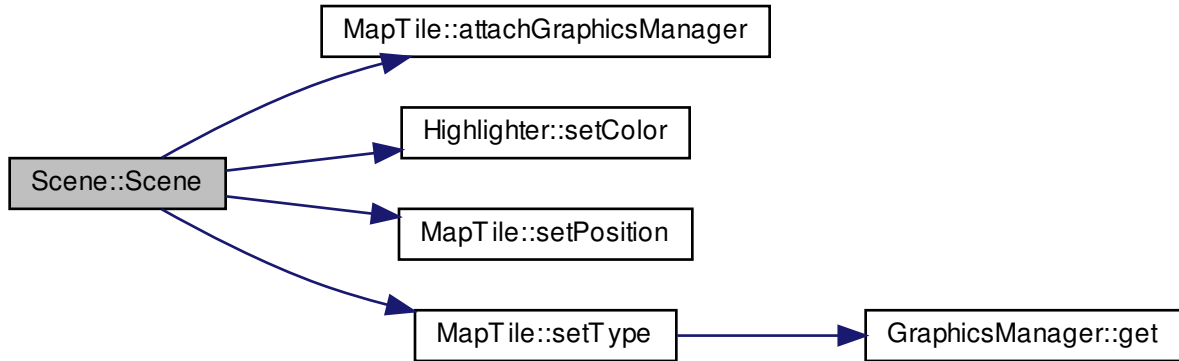 MapTile::attachGraphicsManager
Highlighter::setColor
Scene::Scene
MapTile::setPosition
MapTile::setType
GraphicsManager::get